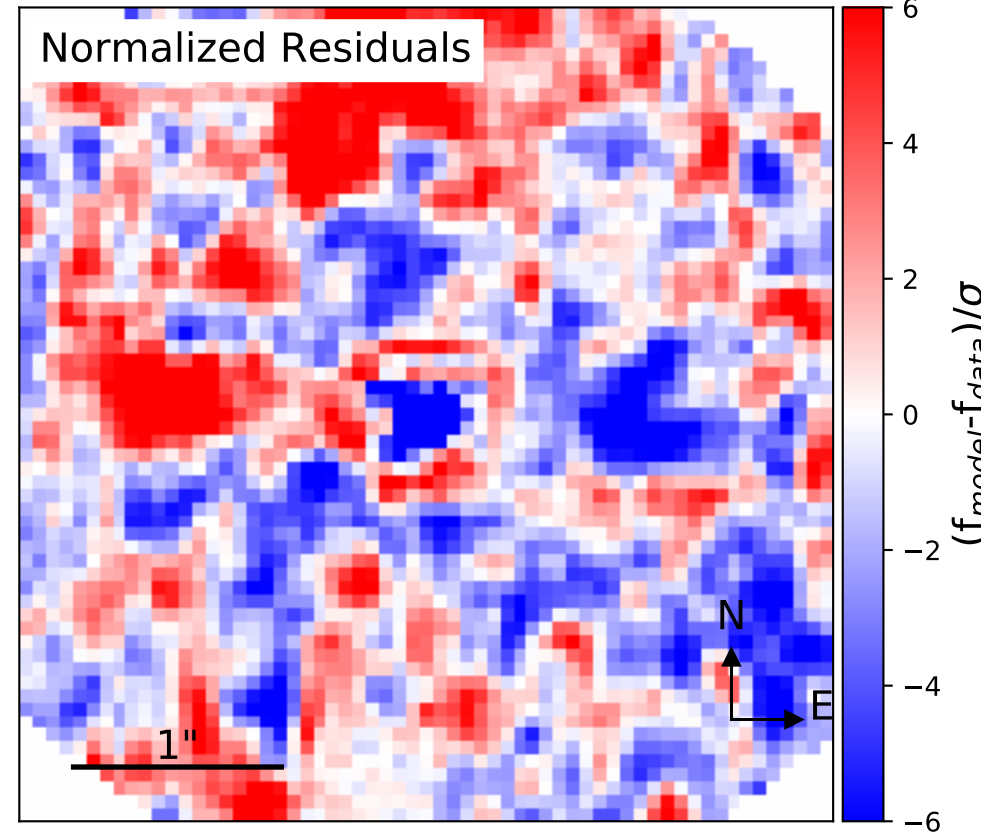 Normalized Residuals
6
4
2
0
−2
−4
−6
(f_model-f_data)/σ
N
E
1"